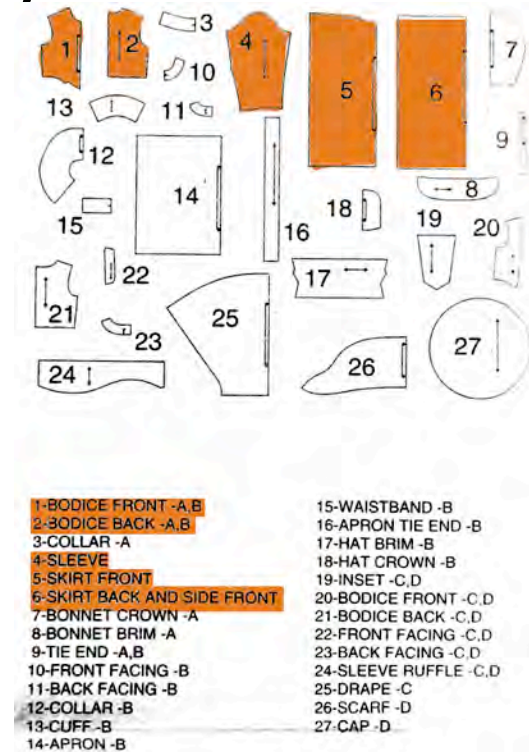 1
2
3
10
4
5
6
7
13
11
12
9
14
8
15
18
19
20
16
22
17
21
25
23
26
27
24
1-BODICE FRONT -A,B
2-BODICE BACK -A,B
3-COLLAR -A
4-SLEEVE
5-SKIRT FRONT
6-SKIRT BACK AND SIDE FRONT
7-BONNET CROWN -A
8-BONNET BRIM -A
9-TIE END -A,B
10-FRONT FACING -B
11-BACK FACING -B
12-COLLAR -B
13-CUFF -B
14-APRON -B
15-WAISTBAND -B
16-APRON TIE END -B
17-HAT BRIM -B
18-HAT CROWN -B
19-INSET -C,D
20-BODICE FRONT -C,D
21-BODICE BACK -C,D
22-FRONT FACING -C,D
23-BACK FACING -C,D
24-SLEEVE RUFFLE -C,D
25-DRAPE -C
26-SCARF -D
27-CAP -D